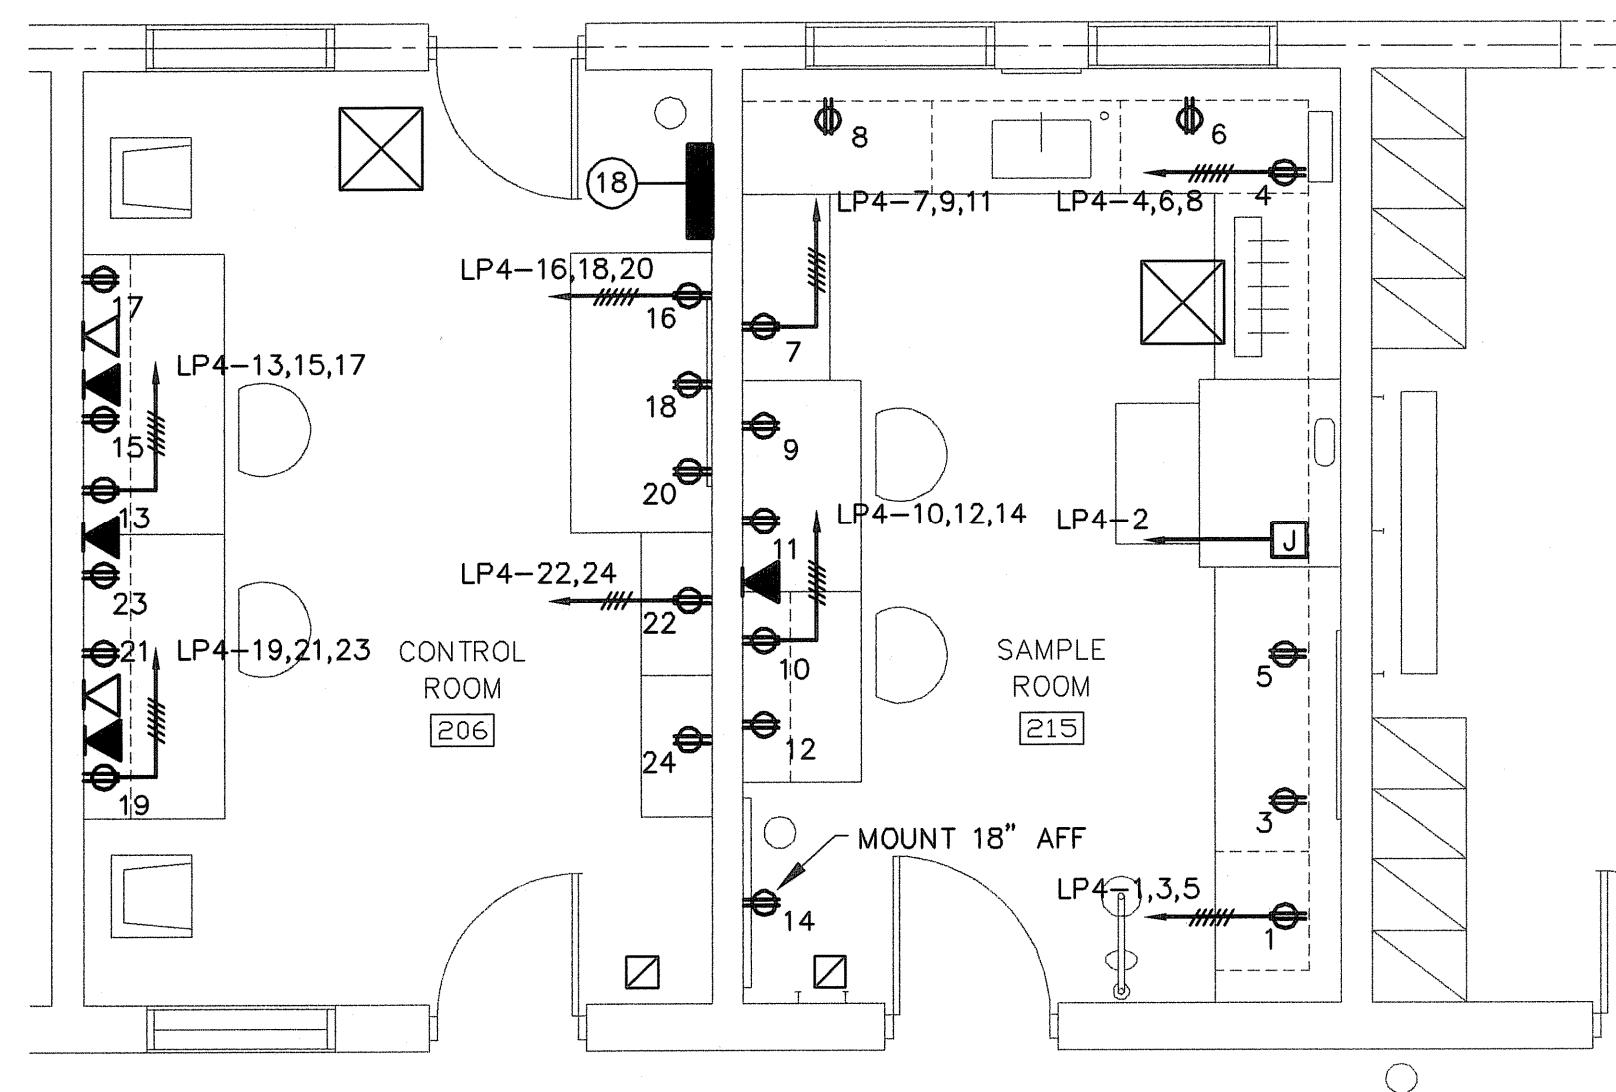 8
6
18
4
LP4-7,9,11
LP4-4,6,8
LP4-16,18,20
17
16
7
LP4-13,15,17
18
15
9
20
13
LP4-10,12,14
LP4-2
J
11
LP4-22,24
23
22
21
LP4-19,21,23
CONTROL
ROOM
206
10
SAMPLE
ROOM
215
5
12
24
19
3
MOUNT 18" AFF
LP4-1,3,5
14
1